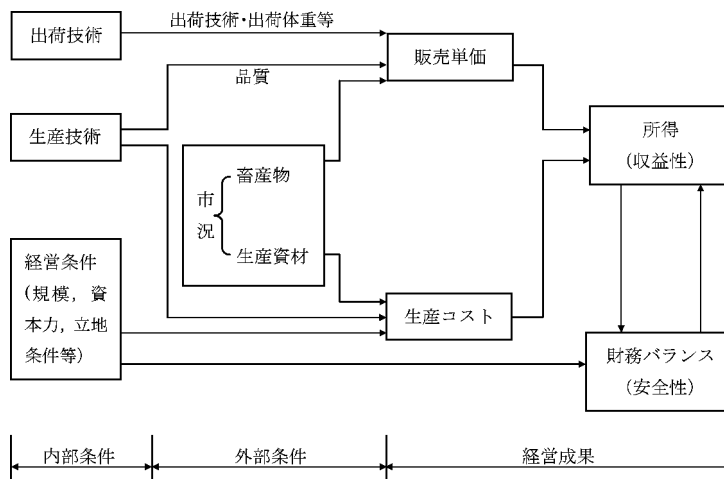 出荷技術
出荷技術・出荷体重等
販売単価
品質
生産技術
所得
(収益性)
市況
畜産物
生産資材
経営条件
(規模, 資
本力, 立地
条件等)
生産コスト
財務バランス
(安全性)
内部条件
外部条件
経営成果